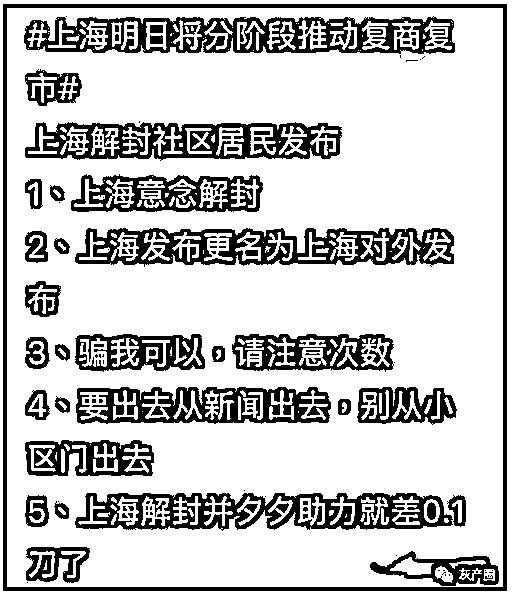 #上海明日将分阶段推动复商复
市#
上海解封社区居民发布
1、上海意念解封
2、上海发布更名为上海对外发
布
3、骗我可以，请注意次数
4、要出去从新闻出去，别从小
区门出去
5、上海解封并夕夕助力就差0.1
刀了
灰产圈